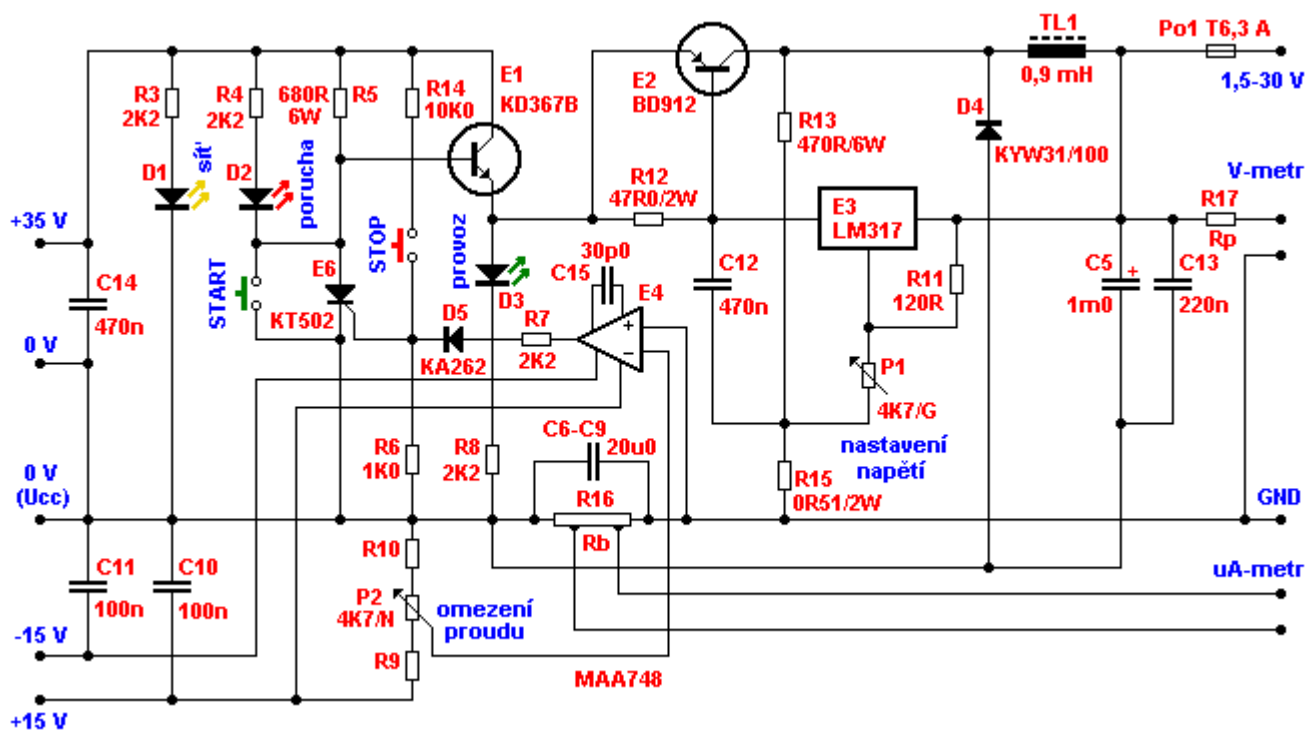 TL1
Po1 T6,3 A
0,9 mH
1,5-30 V
R3
2K2
R4
2K2
680R
6W
R5
R14
10K0
E1
KD367B
E2
BD912
R13
470R/6W
D4
KYW31/100
D1
síť
D2
porucha
R12
47R0/2W
V-metr
R17
Rp
+35 V
E3
LM317
STOP
provoz
START
E6
KT502
C14
470n
30p0
C15
E4
D3
C12
470n
R11
120R
C5
+
1m0
C13
220n
0 V
D5
KA262
R7
2K2
+
−
P1
4K7/G
C6-C9
20u0
nastavení
napětí
R6
1K0
R8
2K2
0 V
(Ucc)
R16
Rb
R15
0R51/2W
GND
C11
100n
C10
100n
R10
P2
4K7/N
omezení
proudu
uA-metr
-15 V
R9
MAA748
+15 V